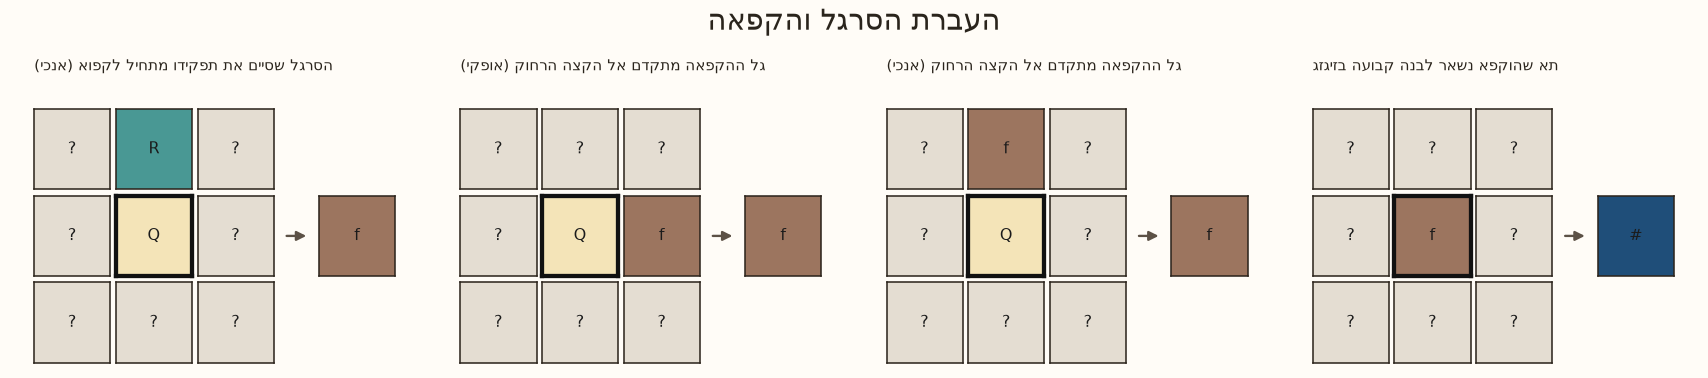 העברת הסרגל והקפאה
הסרגל שסיים את תפקידו מתחיל לקפוא (אנכי)
? R ?
? Q ? f
? ? ?
גל ההקפאה מתקדם אל הקצה הרחוק (אופקי)
? ? ?
? Q f f
? ? ?
גל ההקפאה מתקדם אל הקצה הרחוק (אנכי)
? f ?
? Q ? f
? ? ?
תא שהוקפא נשאר לבנה קבועה בזיגזג
? ? ?
? f ? #
? ? ?